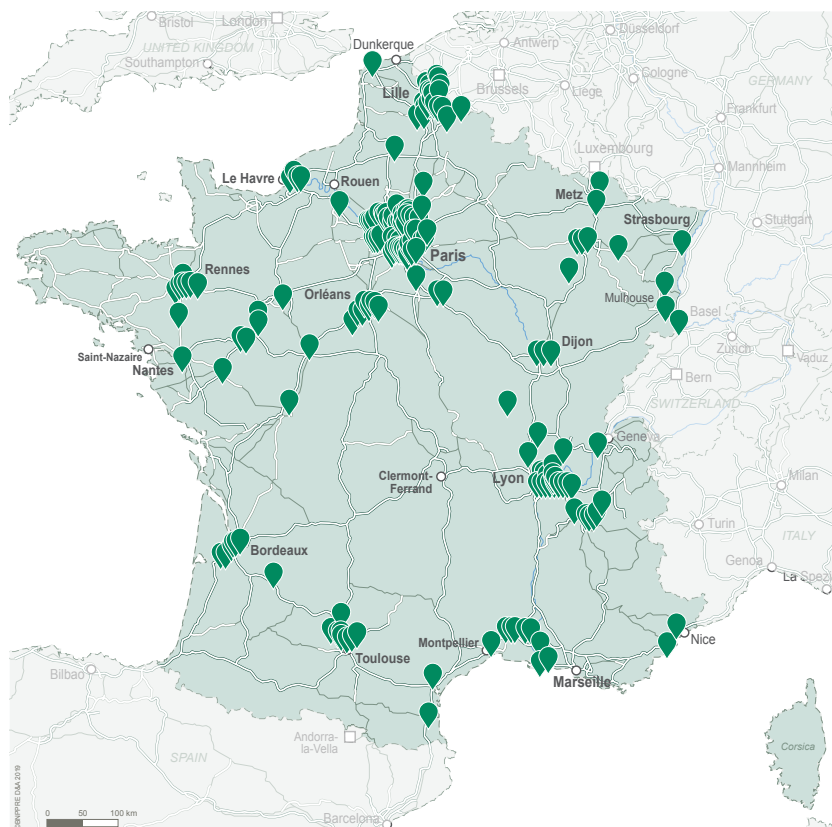 Bristol
London
Dunkerque
Antwerp
Düsseldorf
UNITED KINGDOM
Southampton
Lille
Brussels
Cologne
GERMANY
Liège
Frankfurt
Luxembourg
Mannheim
Le Havre
Rouen
Metz
Strasbourg
Stuttgart
Paris
Rennes
Orléans
Mulhouse
Basel
Saint-Nazaire
Nantes
Dijon
Zurich
Vaduz
Bern
SWITZERLAND
Geneva
Clermont-
Ferrand
Lyon
Milan
Turin
ITALY
Bordeaux
Genoa
La Spezi
Montpellier
Nice
Toulouse
Marseille
Bilbao
Andorra-
la-Vella
SPAIN
Corsica
Barcelona
0 50 100 km